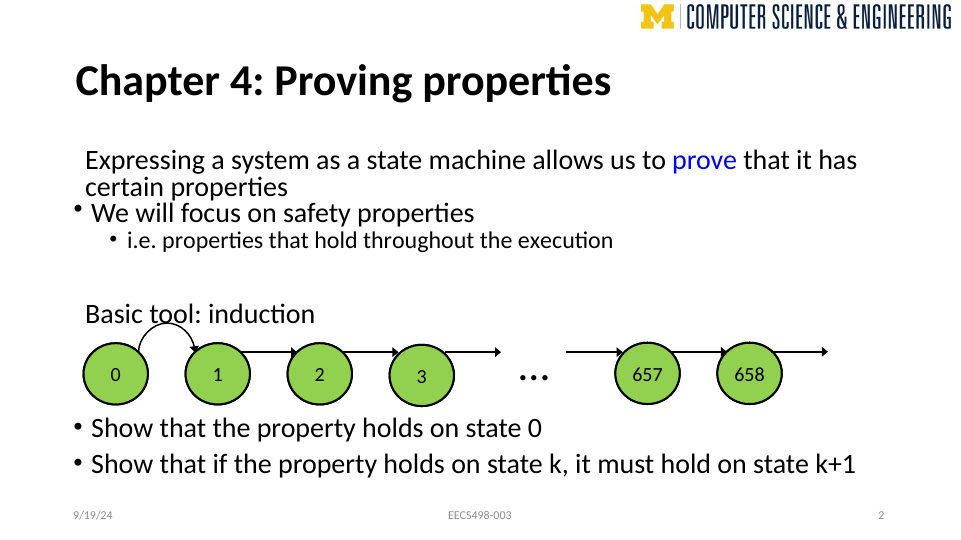 M | COMPUTER SCIENCE & ENGINEERING
Chapter 4: Proving properties
Expressing a system as a state machine allows us to prove that it has
certain properties
• We will focus on safety properties
• i.e. properties that hold throughout the execution
Basic tool: induction
0 1 2 3 … 657 658
• Show that the property holds on state 0
• Show that if the property holds on state k, it must hold on state k+1
9/19/24 EECS498-003 2